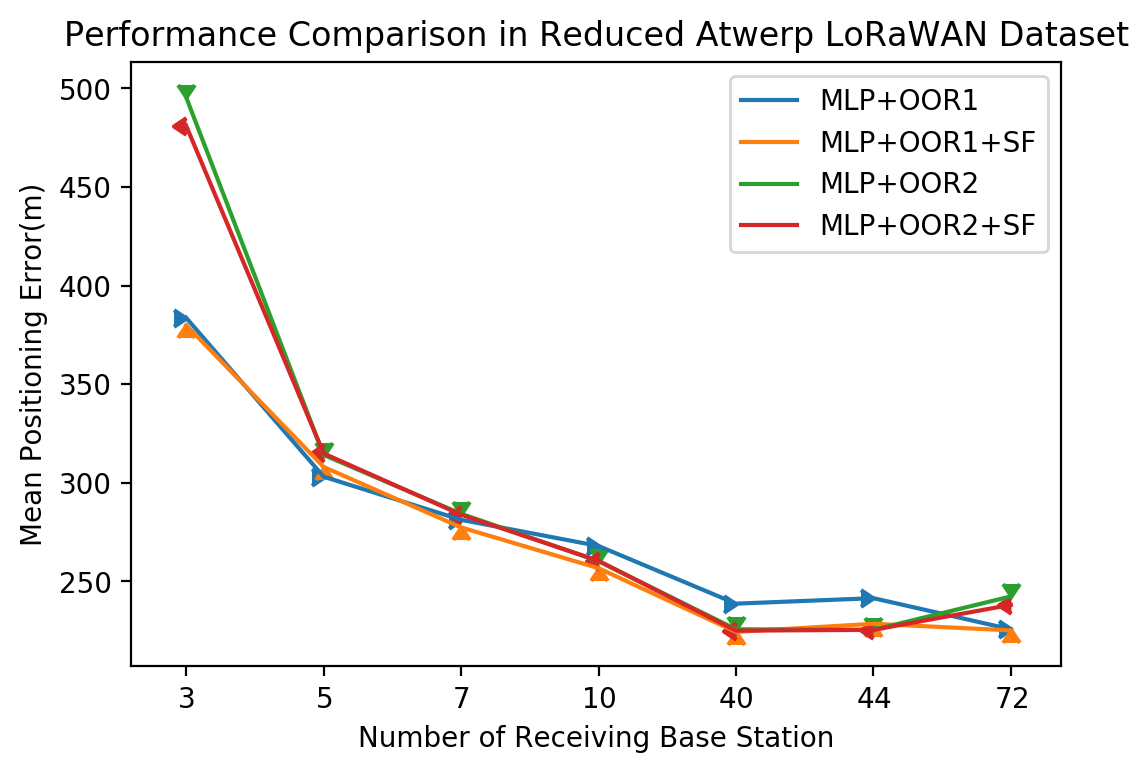 Performance Comparison in Reduced Atwerp LoRaWAN Dataset
MLP+OOR1
MLP+OOR1+SF
MLP+OOR2
MLP+OOR2+SF
Mean Positioning Error(m)
500
450
400
350
300
250
3 5 7 10 40 44 72
Number of Receiving Base Station